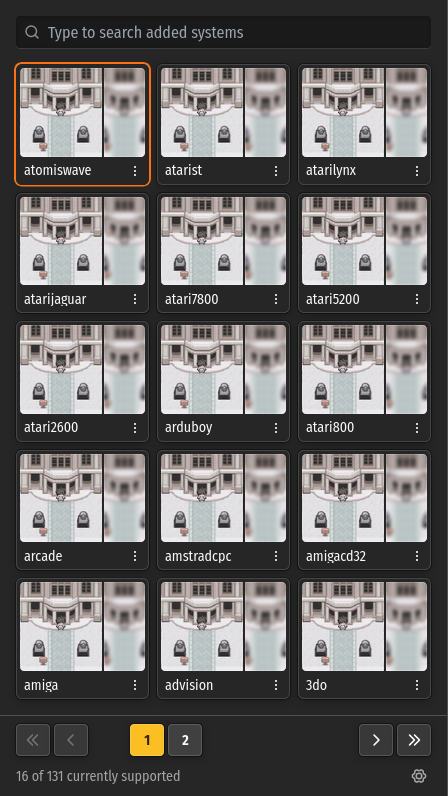 Type to search added systems
atomiswave
atarist
atarilynx
atarijaguar
atari7800
atari5200
atari2600
arduboy
atari800
arcade
amstradcpc
amigacd32
amiga
advision
3do
1
2
16 of 131 currently supported